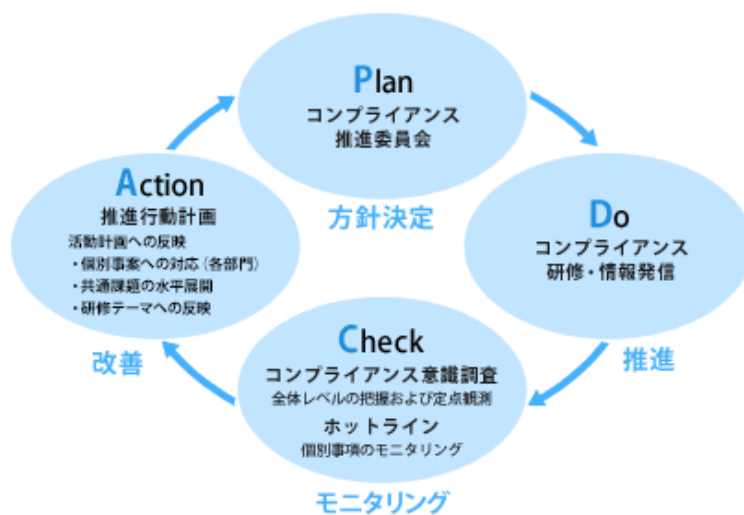 Plan
コンプライアンス
推進委員会
方針決定
Do
コンプライアンス
研修・情報発信
推進
Check
コンプライアンス意識調査
全体レベルの把握および定点観測
ホットライン
個別事項のモニタリング
モニタリング
Action
推進行動計画
活動計画への反映
・個別事案への対応（各部門）
・共通課題の水平展開
・研修テーマへの反映
改善